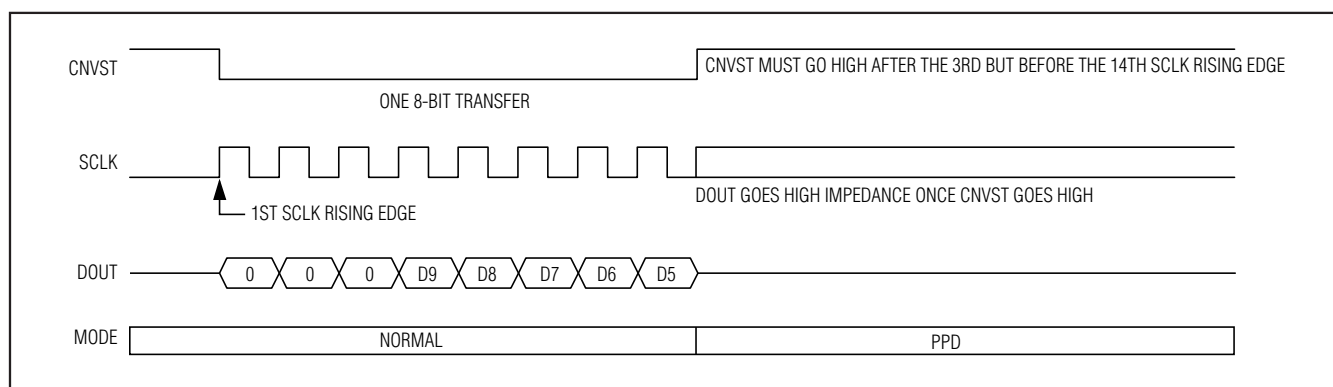 CNVST
CNVST MUST GO HIGH AFTER THE 3RD BUT BEFORE THE 14TH SCLK RISING EDGE
ONE 8-BIT TRANSFER
SCLK
DOUT GOES HIGH IMPEDANCE ONCE CNVST GOES HIGH
1ST SCLK RISING EDGE
DOUT 0 0 0 D9 D8 D7 D6 D5
MODE NORMAL PPD